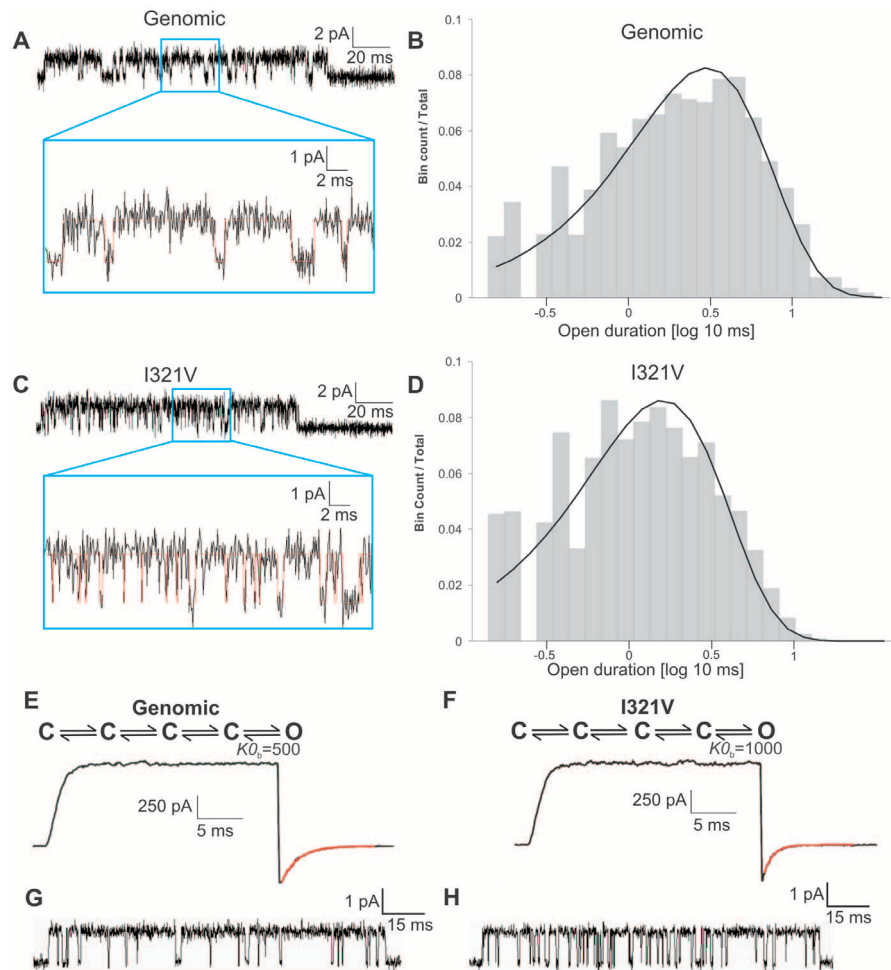 Genomic
A
2 pA
20 ms
1 pA
2 ms
B
Genomic
0.1
0.08
0.06
0.04
0.02
0
Bin count / Total
-0.5
0
0.5
1
Open duration [log 10 ms]
C
I321V
2 pA
20 ms
1 pA
2 ms
D
I321V
0.1
0.08
0.06
0.04
0.02
0
Bin Count / Total
-0.5
0
0.5
1
Open duration [log 10 ms]
E
Genomic
C C C C O
K0b=500
250 pA
5 ms
F
I321V
C C C C O
K0b=1000
250 pA
5 ms
G
1 pA
15 ms
H
1 pA
15 ms